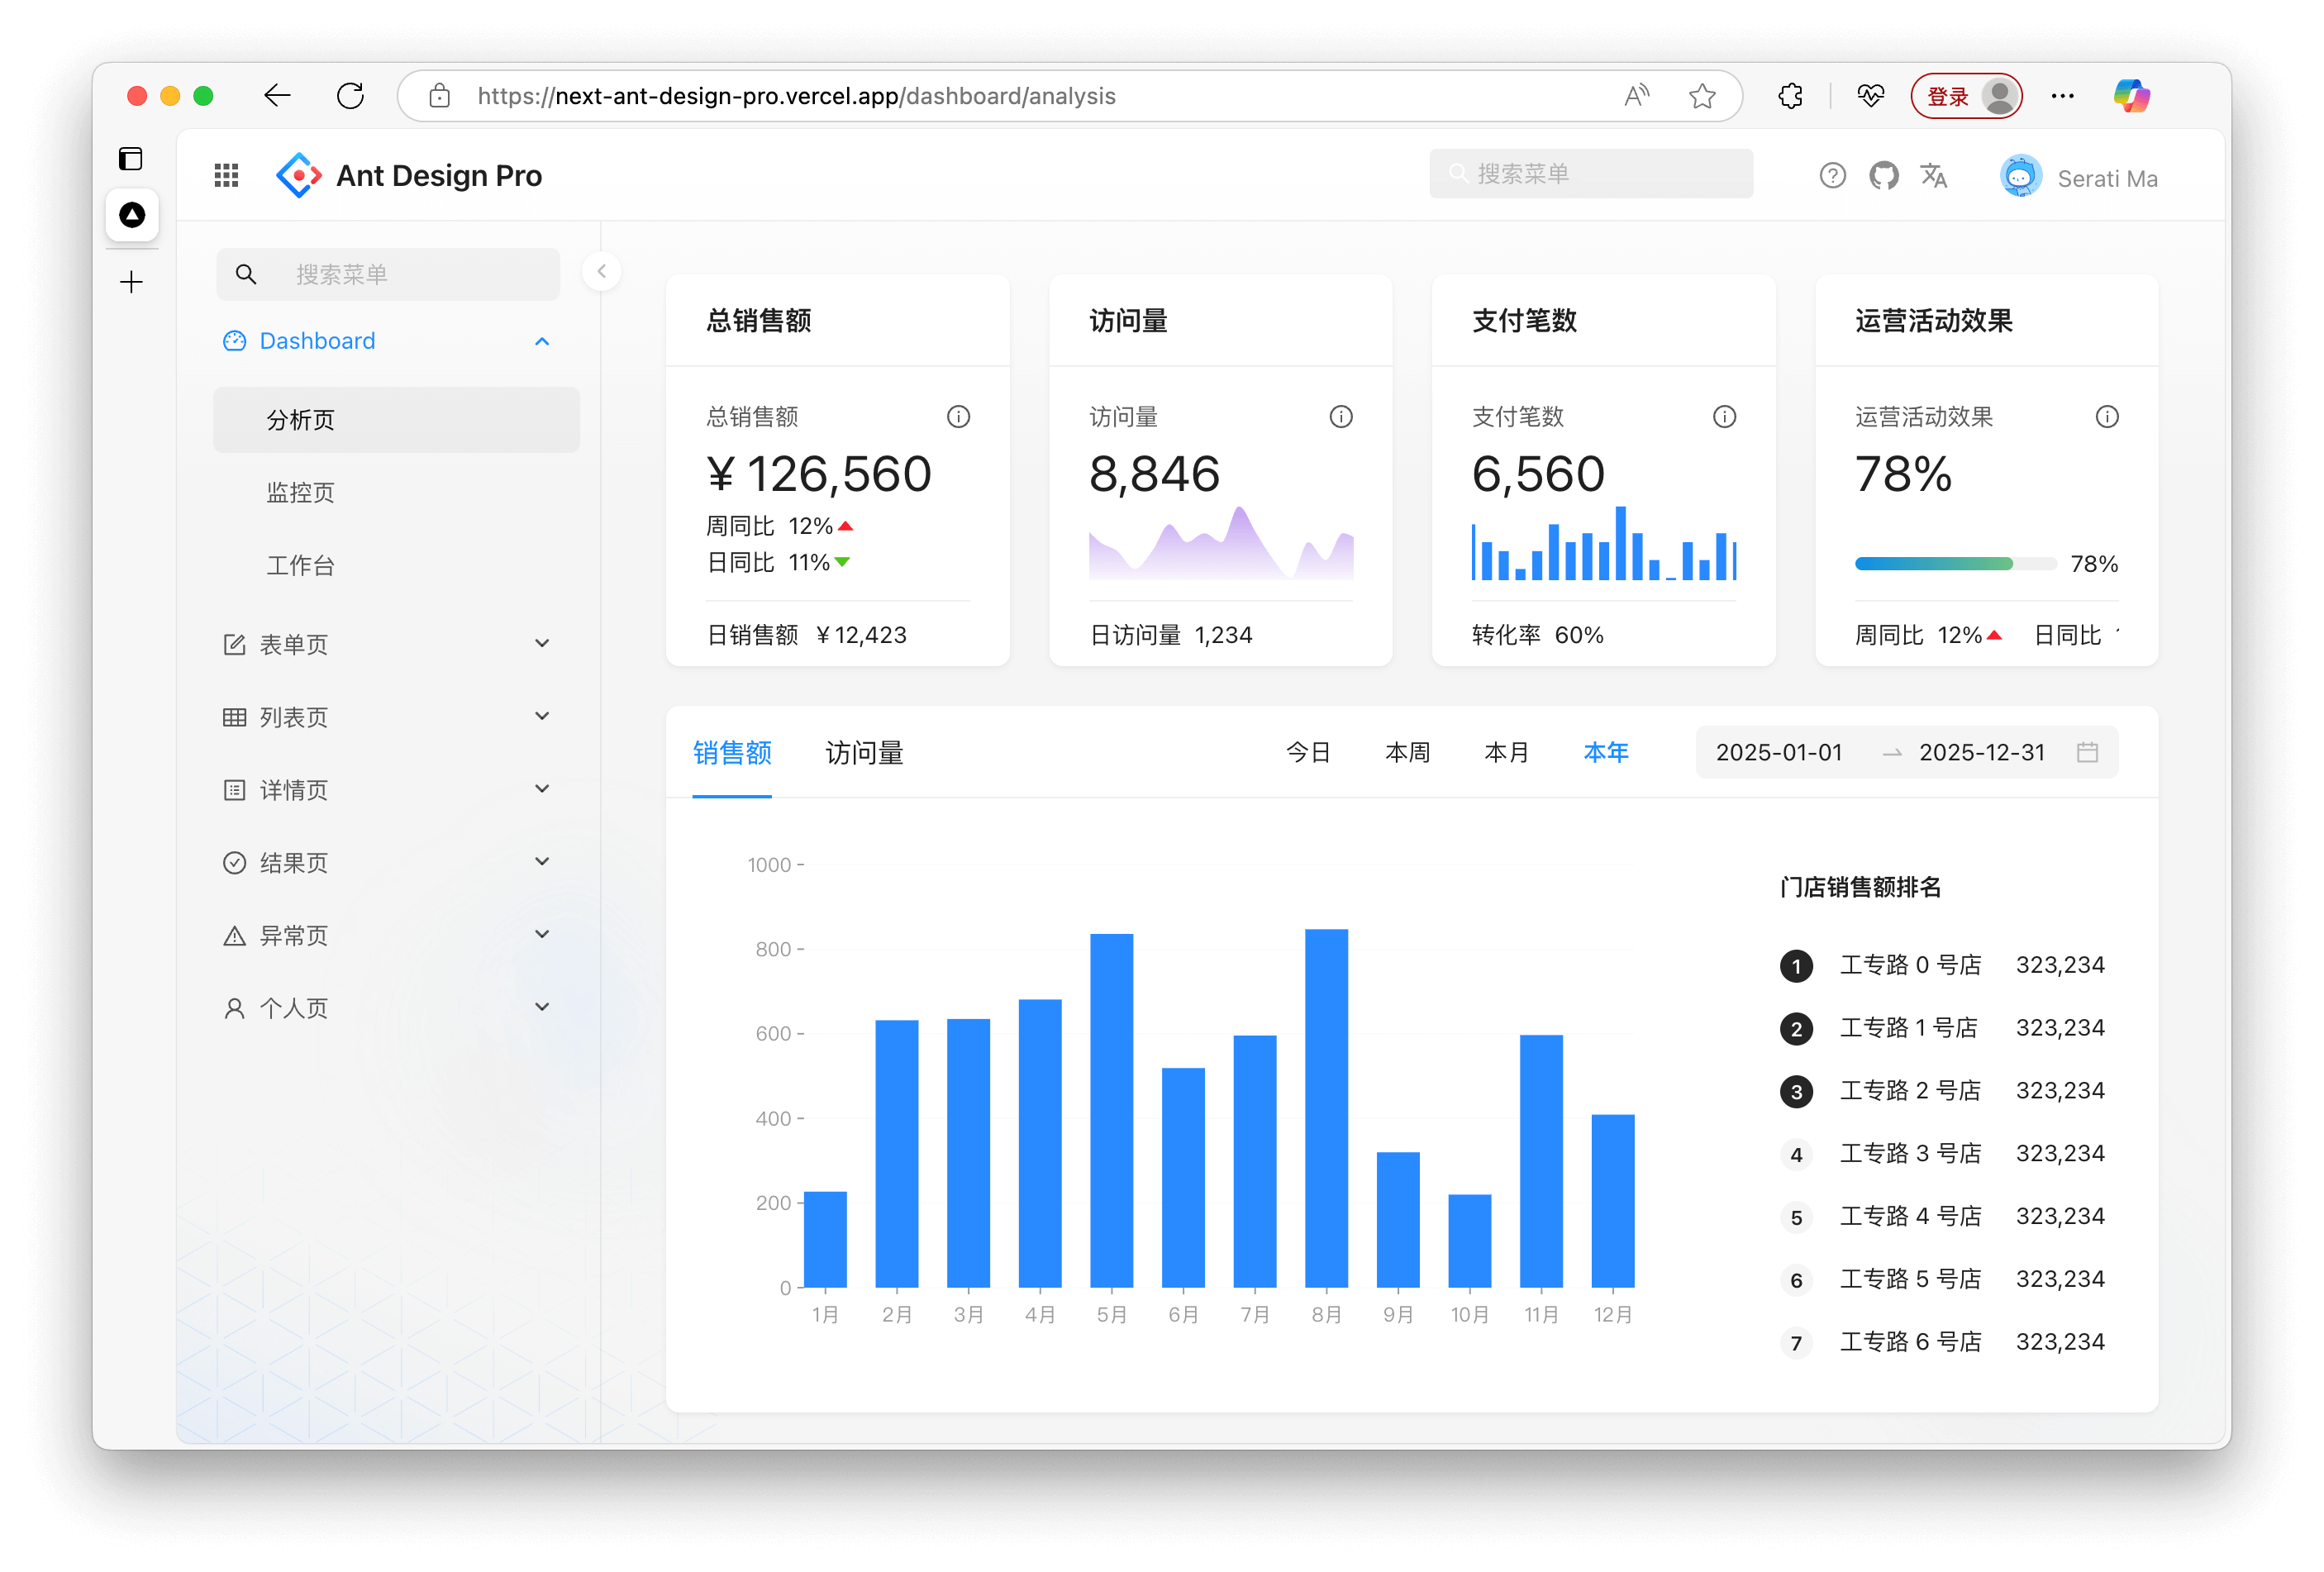 https://next-ant-design-pro.vercel.app/dashboard/analysis
登录
Ant Design Pro
搜索菜单
Serati Ma
搜索菜单
Dashboard
分析页
监控页
工作台
表单页
列表页
详情页
结果页
异常页
个人页
总销售额
总销售额
¥ 126,560
周同比 12%
日同比 11%
日销售额 ¥12,423
访问量
访问量
8,846
日访问量 1,234
支付笔数
支付笔数
6,560
转化率 60%
运营活动效果
运营活动效果
78%
78%
周同比 12% 日同比
销售额 访问量 今日 本周 本月 本年 2025-01-01 2025-12-31
1000
800
600
400
200
0
1月 2月 3月 4月 5月 6月 7月 8月 9月 10月 11月 12月
门店销售额排名
1 工专路 0 号店 323,234
2 工专路 1 号店 323,234
3 工专路 2 号店 323,234
4 工专路 3 号店 323,234
5 工专路 4 号店 323,234
6 工专路 5 号店 323,234
7 工专路 6 号店 323,234